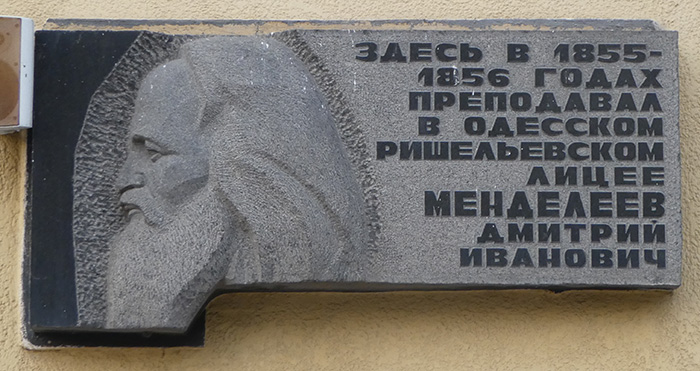 ЗДЕСЬ В 1855-
1856 ГОДАХ
ПРЕПОДАВАЛ
В ОДЕССКОМ
РИШЕЛЬЕВСКОМ
ЛИЦЕЕ
МЕНДЕЛЕЕВ
ДМИТРИЙ
ИВАНОВИЧ